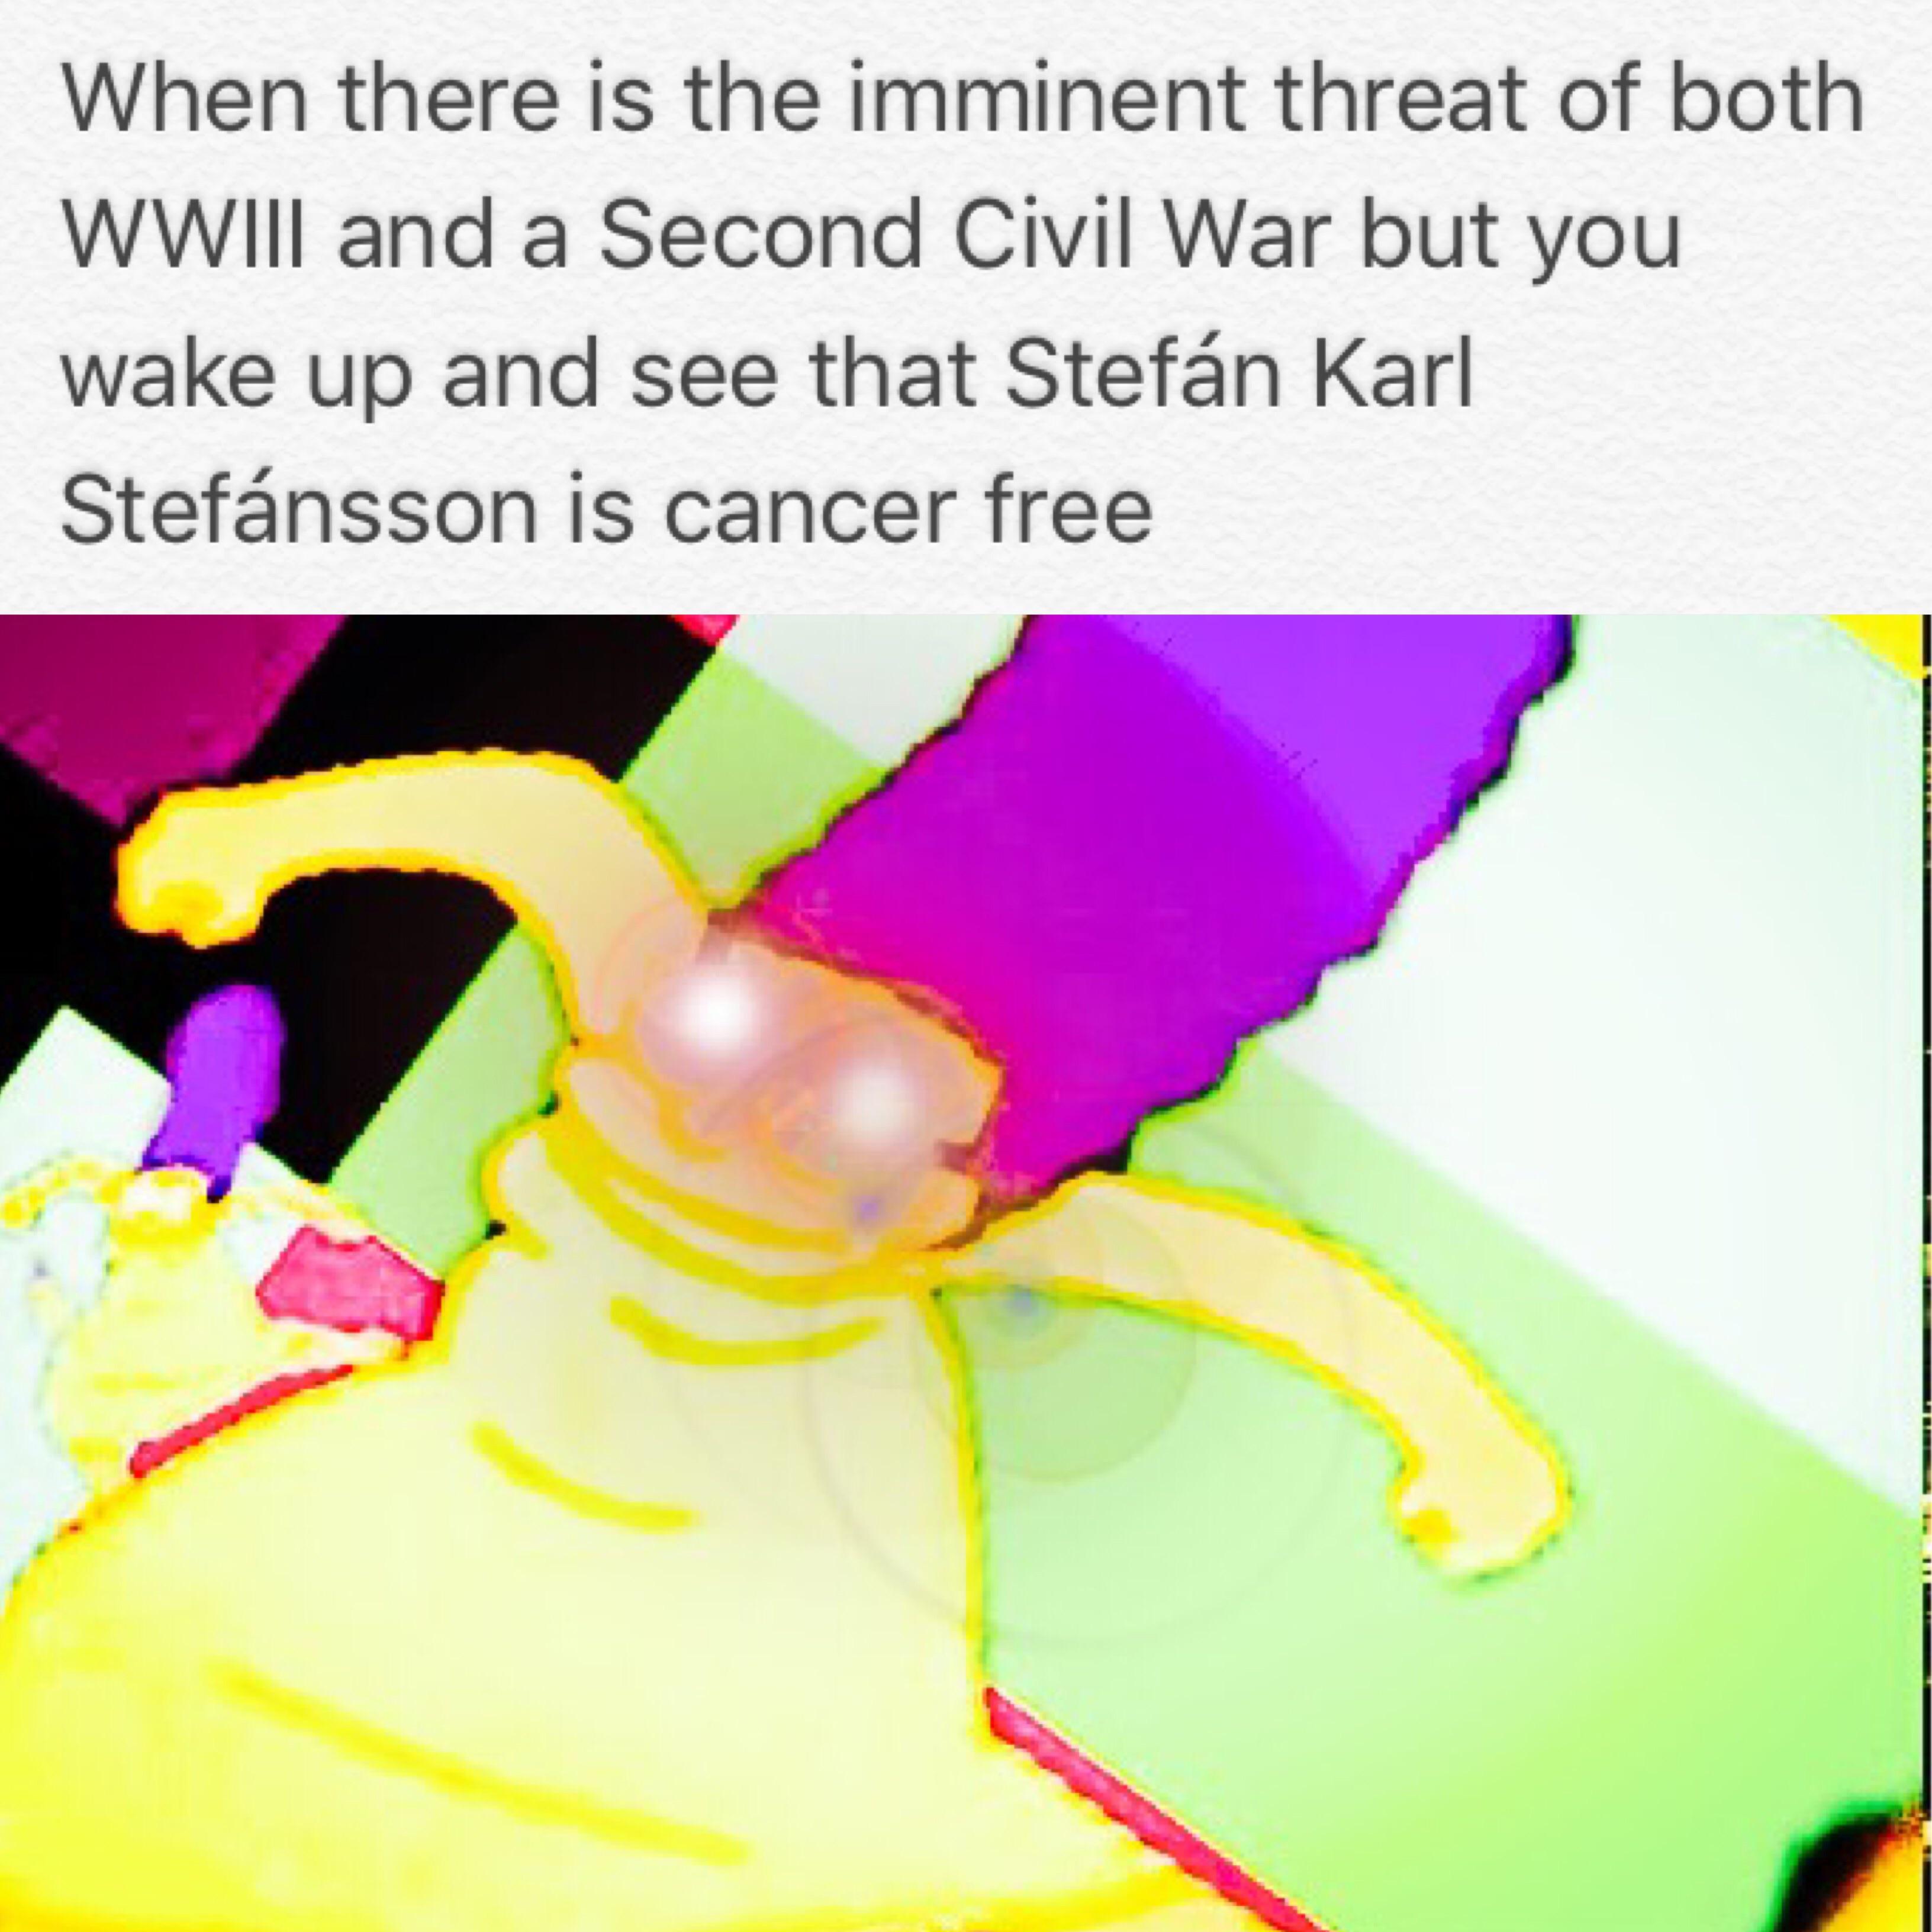 When there is the imminent threat of both
WWIII and a Second Civil War but you
wake up and see that Stefán Karl
Stefánsson is cancer free